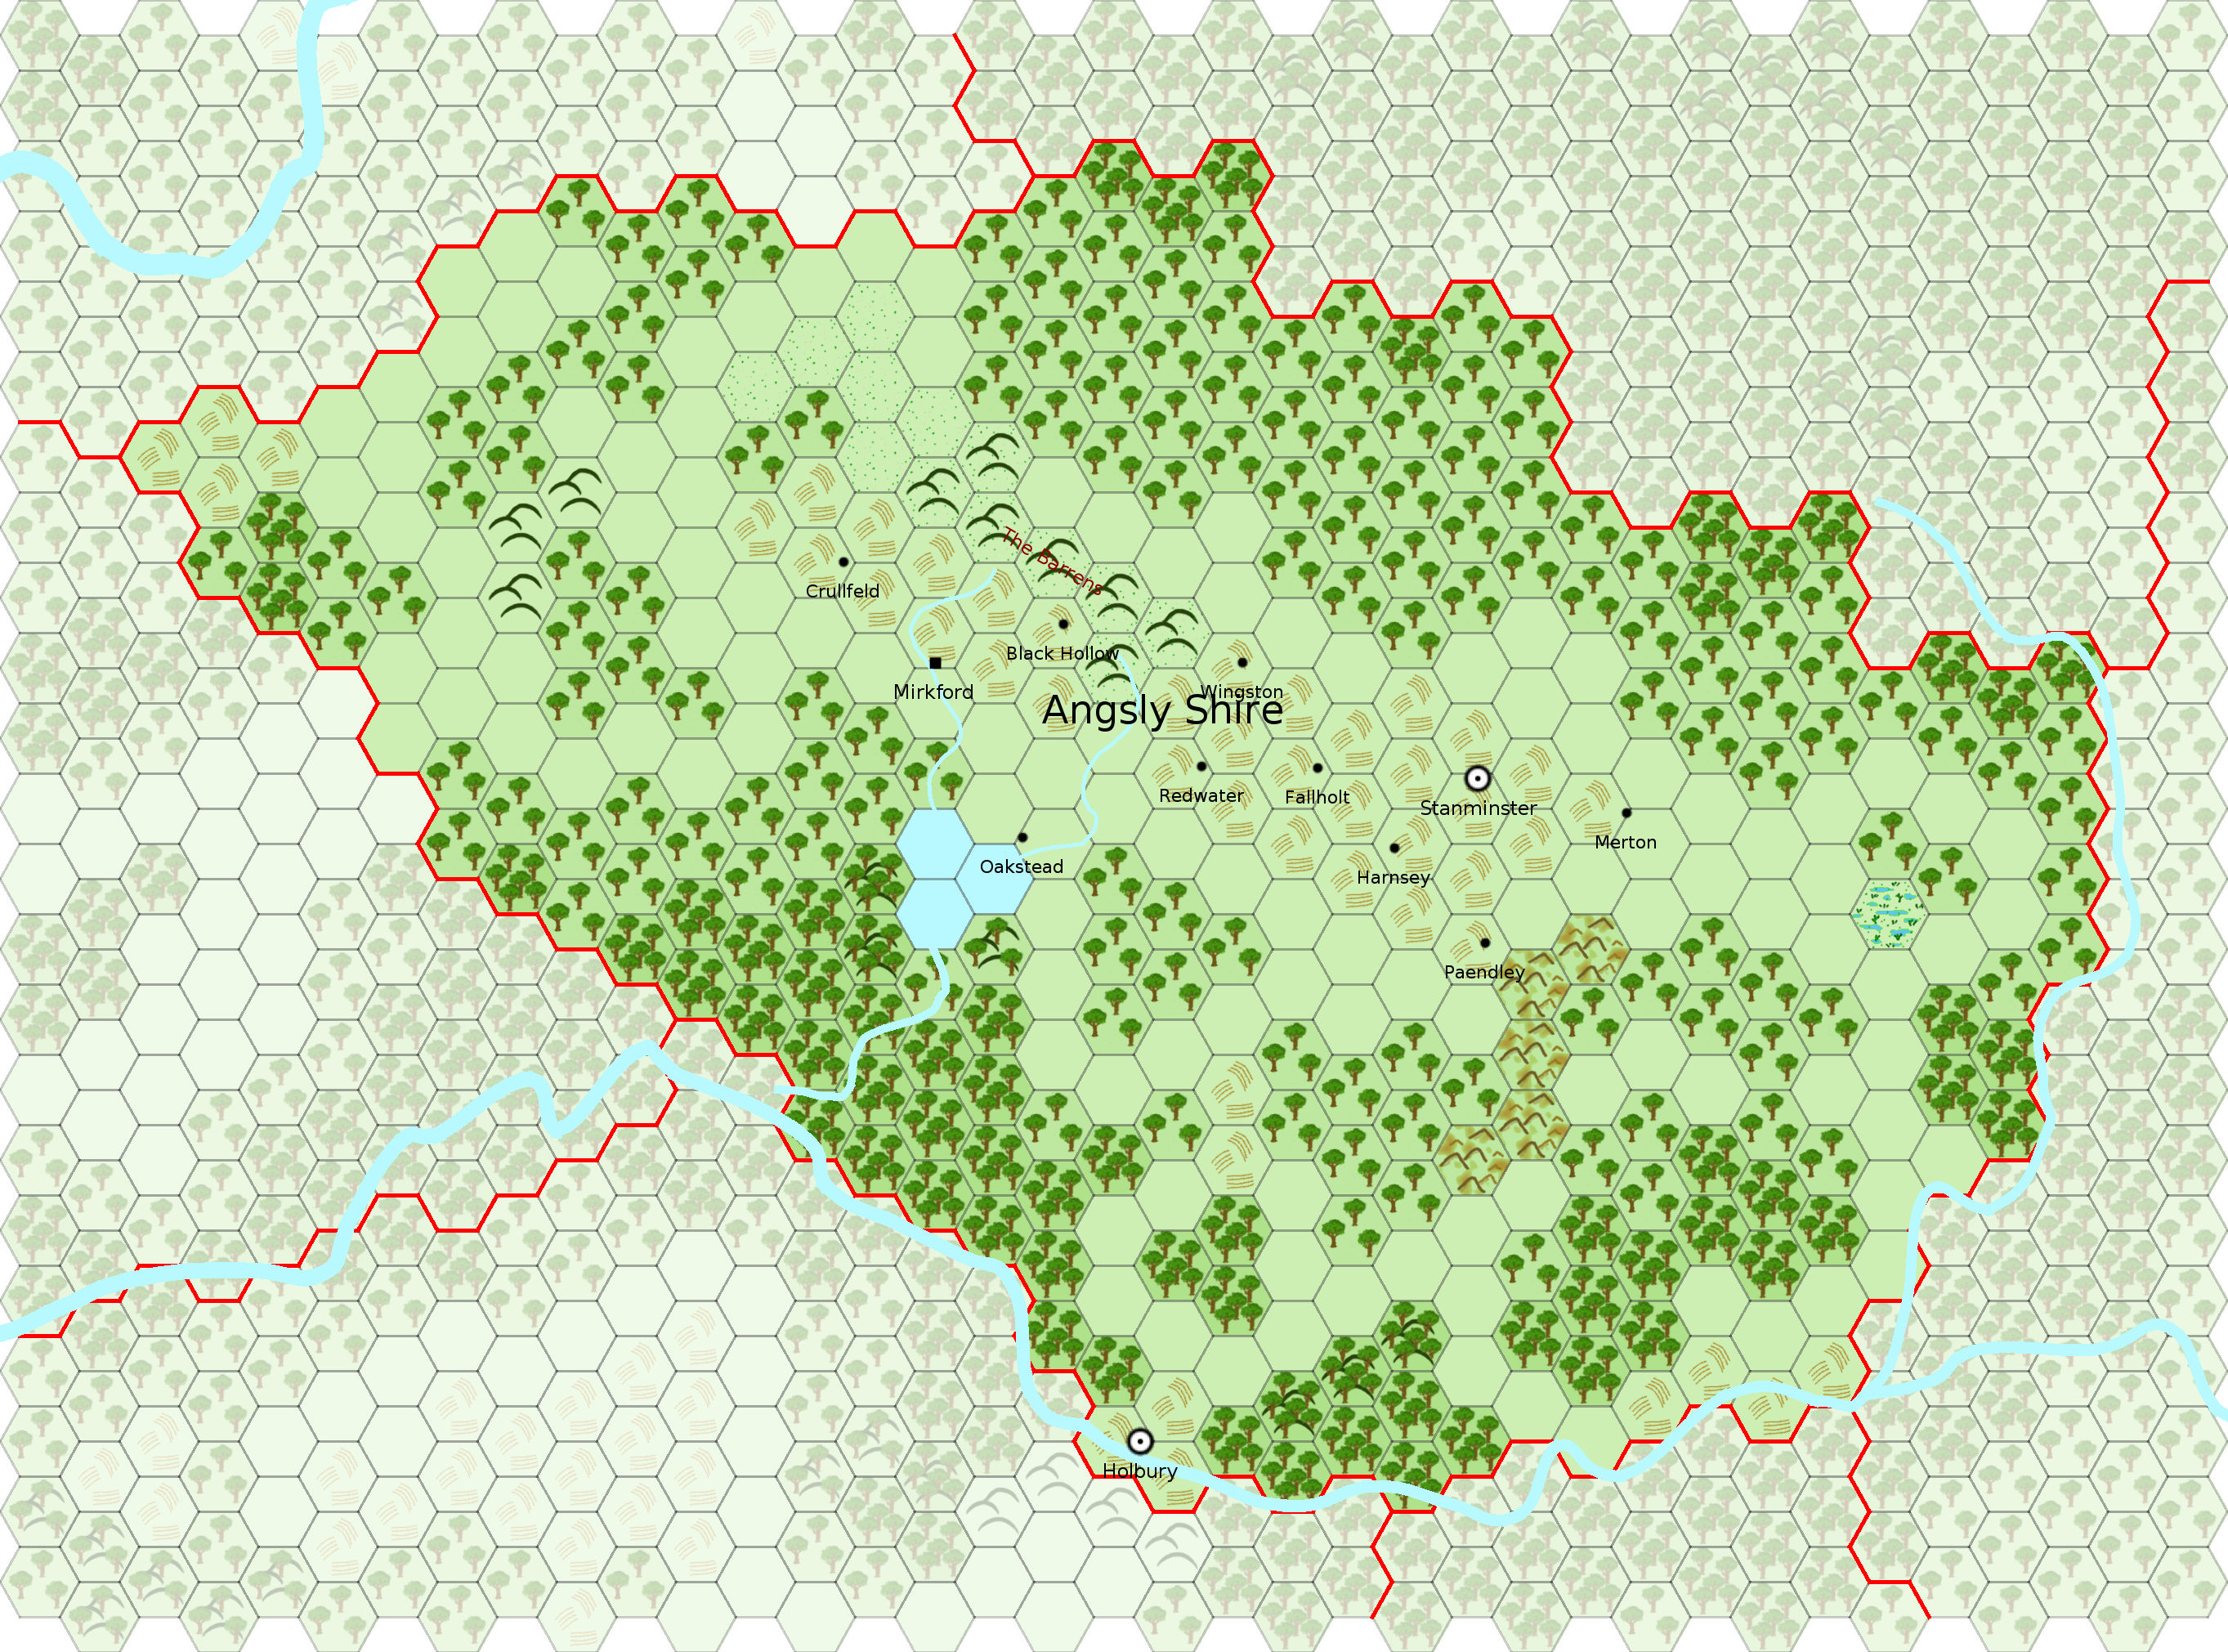 The Barrens
Crullfeld
Black Hollow
Mirkford
Wingston
Angsly Shire
Redwater
Fallholt
Stanminster
Merton
Oakstead
Harnsey
Paendley
Holbury